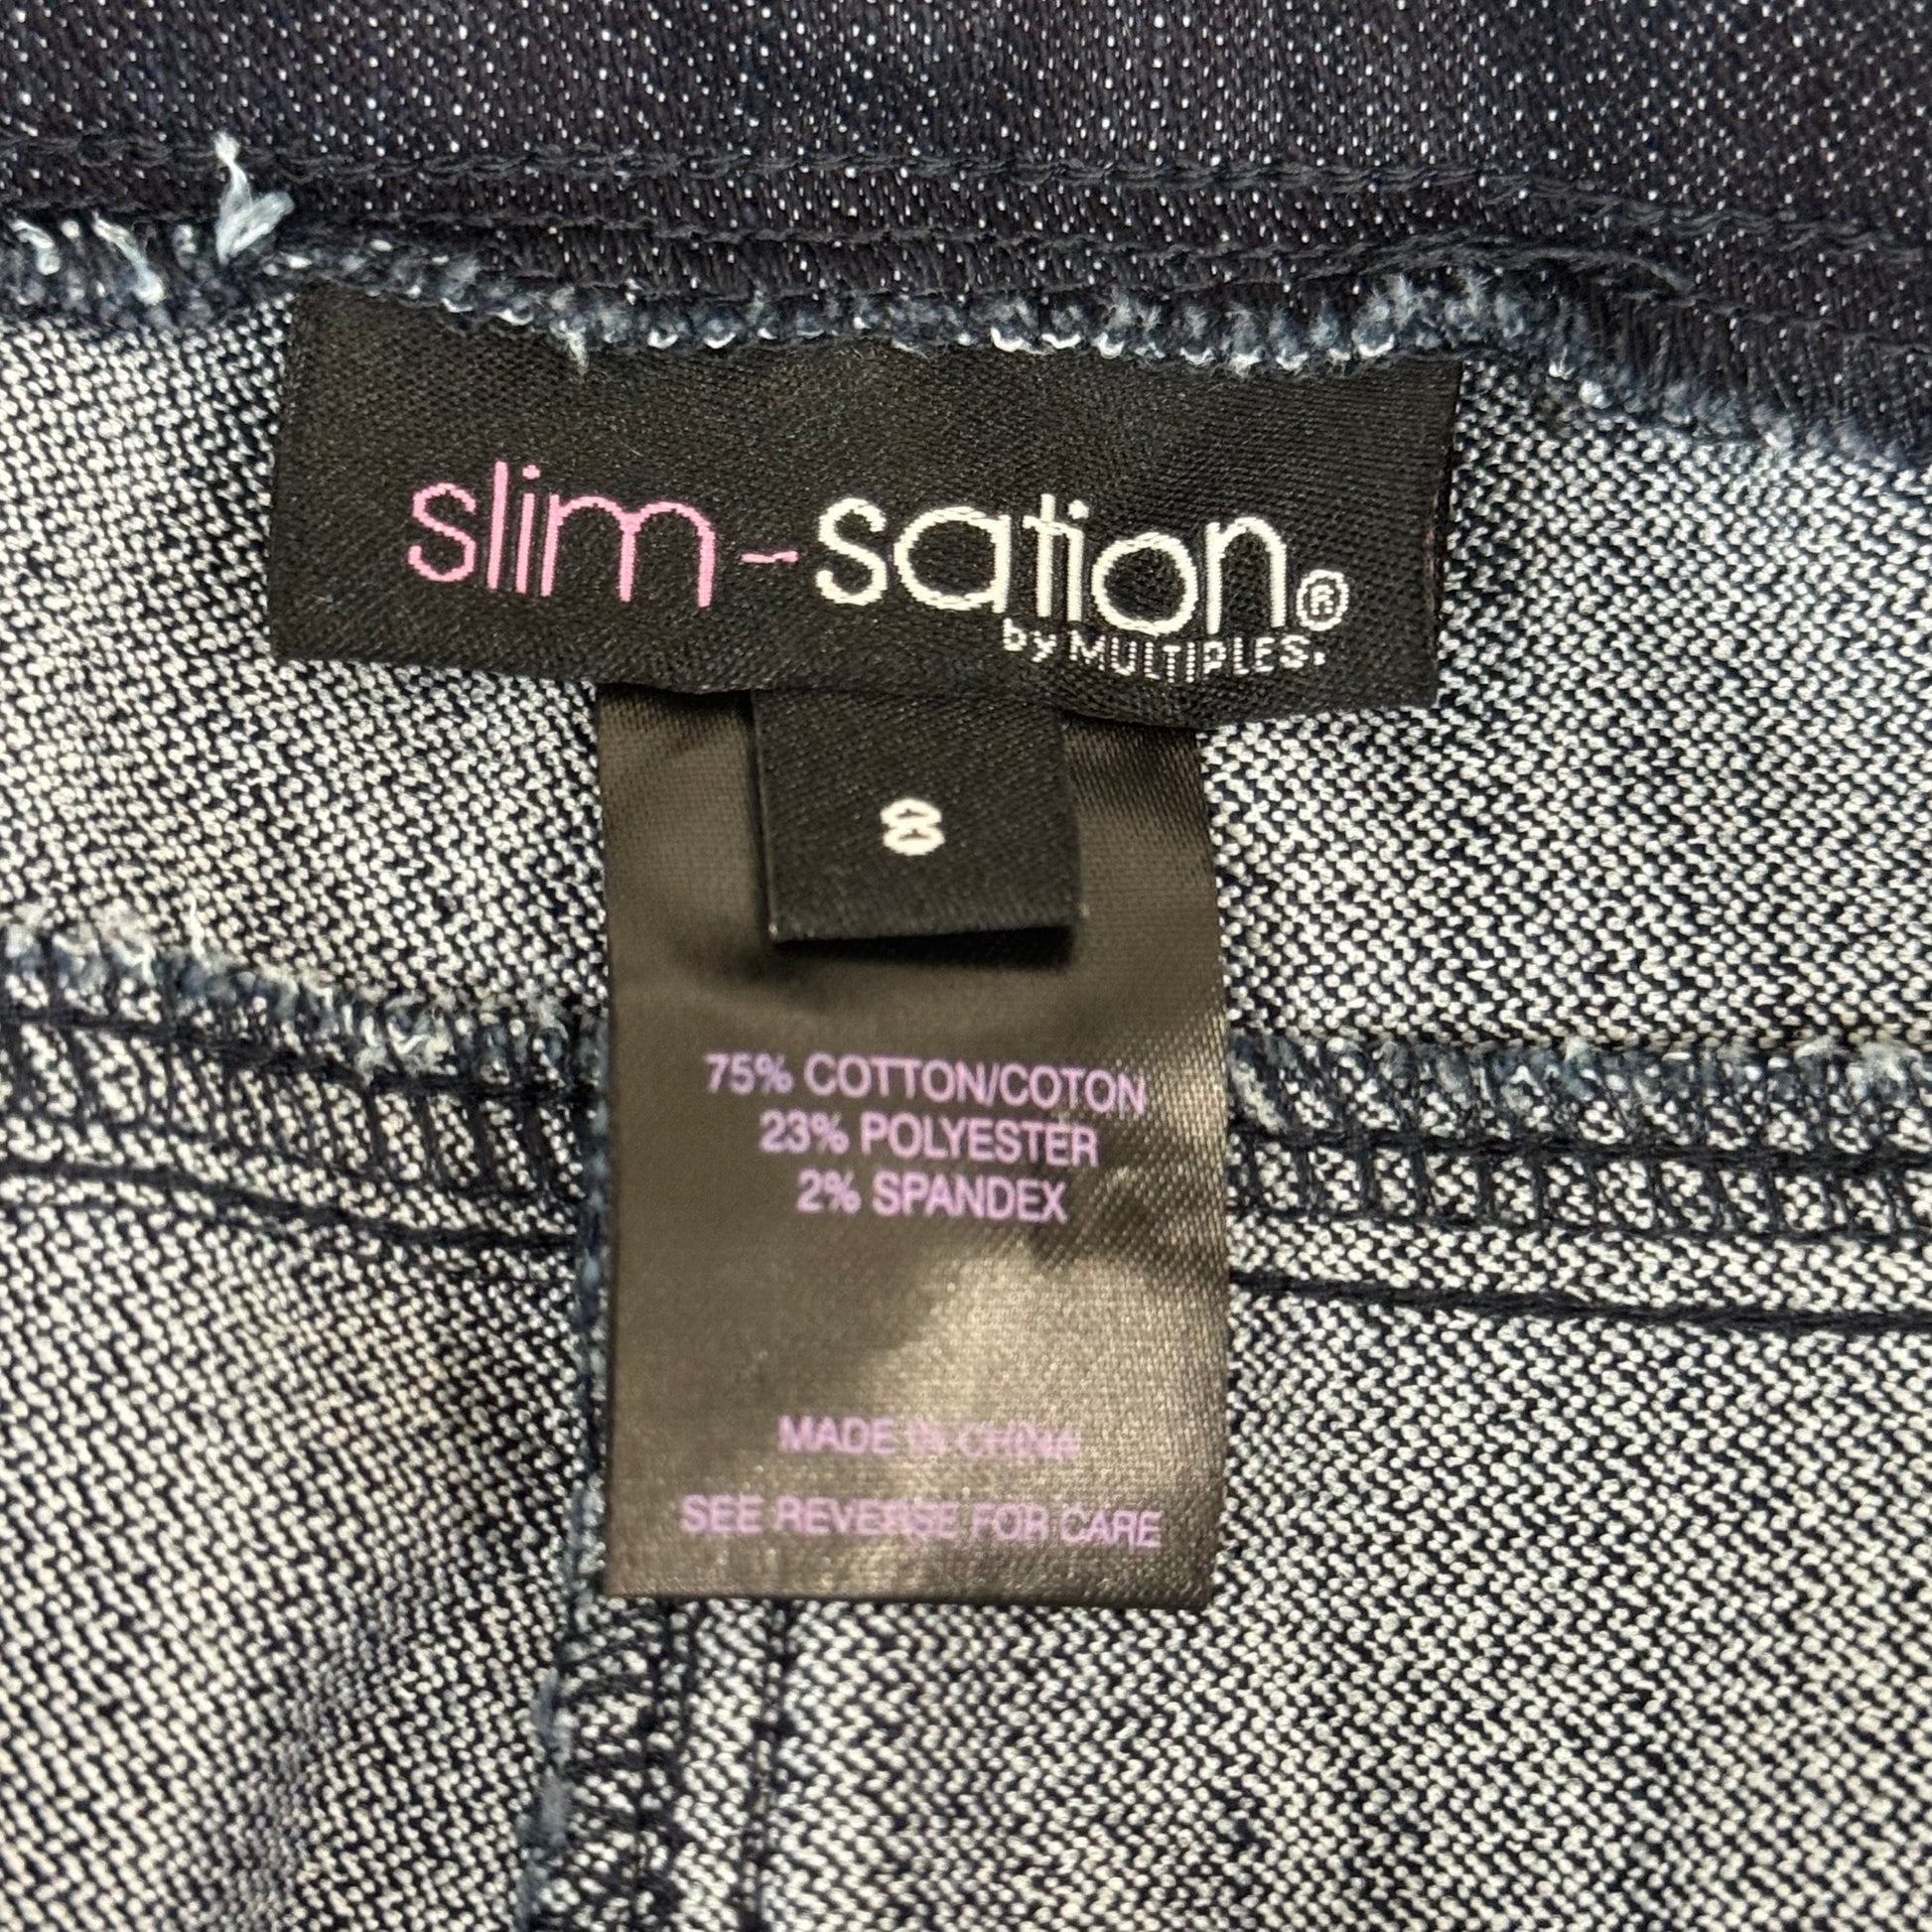 slim-sation®
by MULTIPLES.
8
75% COTTON/COTON
23% POLYESTER
2% SPANDEX
MADE IN CHINA
SEE REVERSE FOR CARE